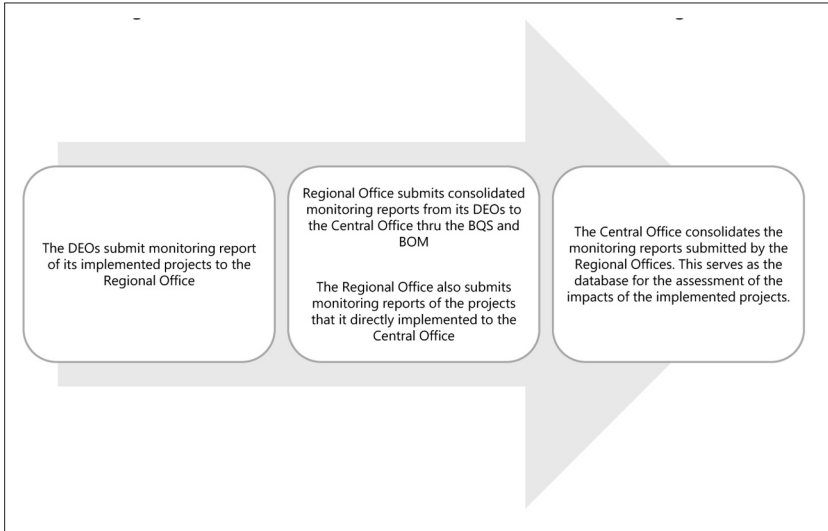 The DEOs submit monitoring report
of its implemented projects to the
Regional Office
Regional Office submits consolidated
monitoring reports from its DEOs to
the Central Office thru the BQS and
BOM
The Regional Office also submits
monitoring reports of the projects
that it directly implemented to the
Central Office
The Central Office consolidates the
monitoring reports submitted by the
Regional Offices. This serves as the
database for the assessment of the
impacts of the implemented projects.